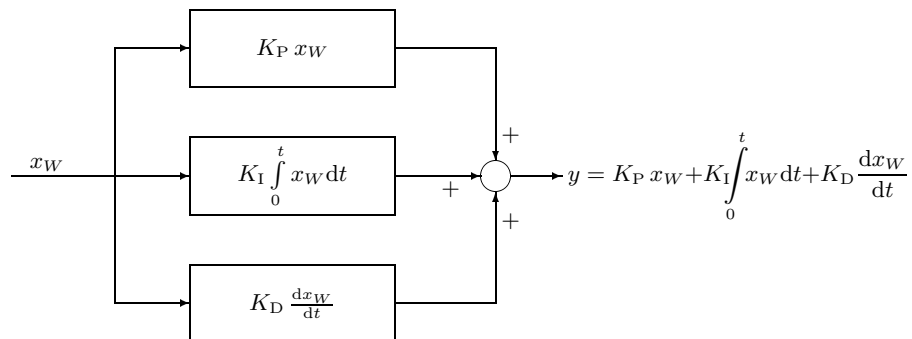 K_P x_W
+
x_W
K_I ∫_0^t x_W dt
+
y = K_P x_W + K_I ∫_0^t x_W dt + K_D dx_W/dt
+
K_D dx_W/dt